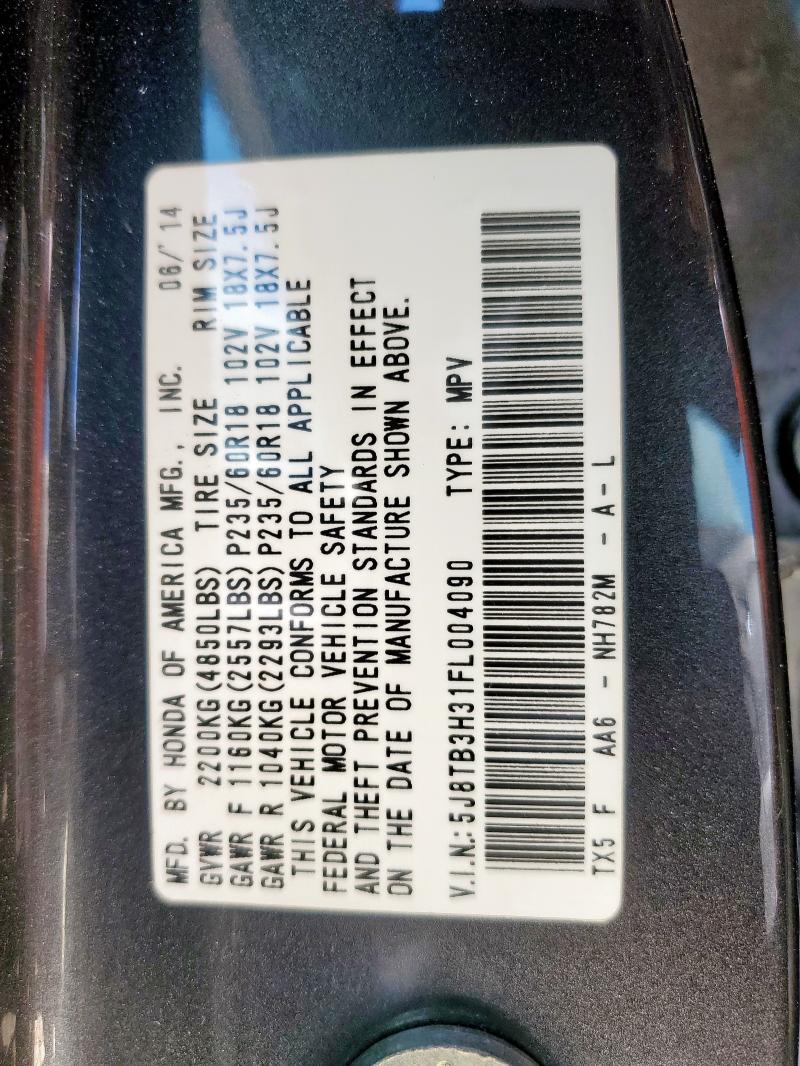 MFD. BY HONDA OF AMERICA MFG., INC. 06/'14
GVWR 2200KG(4850LBS) TIRE SIZE RIM SIZE
GAWR F 1160KG(2557LBS)P235/60R18 102V 18X7.5J
GAWR R 1040KG(2293LBS)P235/60R18 102V 18X7.5J
THIS VEHICLE CONFORMS TO ALL APPLICABLE
FEDERAL MOTOR VEHICLE SAFETY
AND THEFT PREVENTION STANDARDS IN EFFECT
ON THE DATE OF MANUFACTURE SHOWN ABOVE.
V.I.N.:5J8TB3H31FL004090 TYPE: MPV
TX5 F AA6 - NH782M - A - L